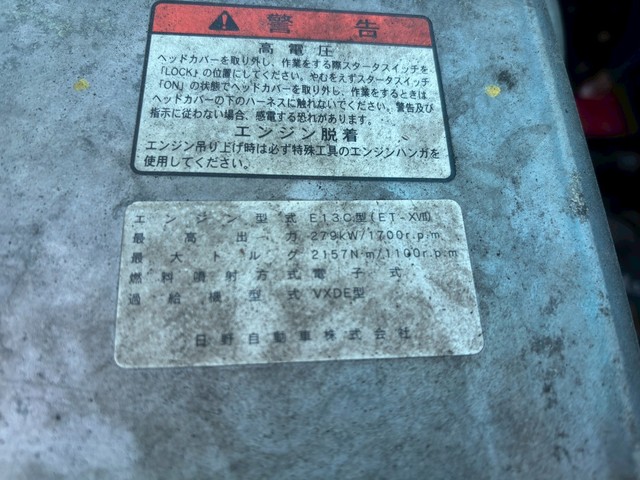 警告
高電圧
ヘッドカバーを取り外し、作業をする際スタータスイッチを
「LOCK」の位置にしてください。やむをえずスタータスイッチ
「ON」の状態でヘッドカバーを取り外し、作業をするときは
ヘッドカバーの下のハーネスに触れないでください。警告及び
指示に従わない場合、感電する恐れがあります。
エンジン脱着
エンジン吊り上げ時は必ず特殊工具のエンジンハンガを
使用してください。
エンジン型式 E13C型(ET-XVIII)
最高出力 279kW/1700r.p.m
最大トルク 2157N·m/1100r.p.m
燃料噴射方式 電子式
過給機型式 VXDE型
日野自動車株式会社